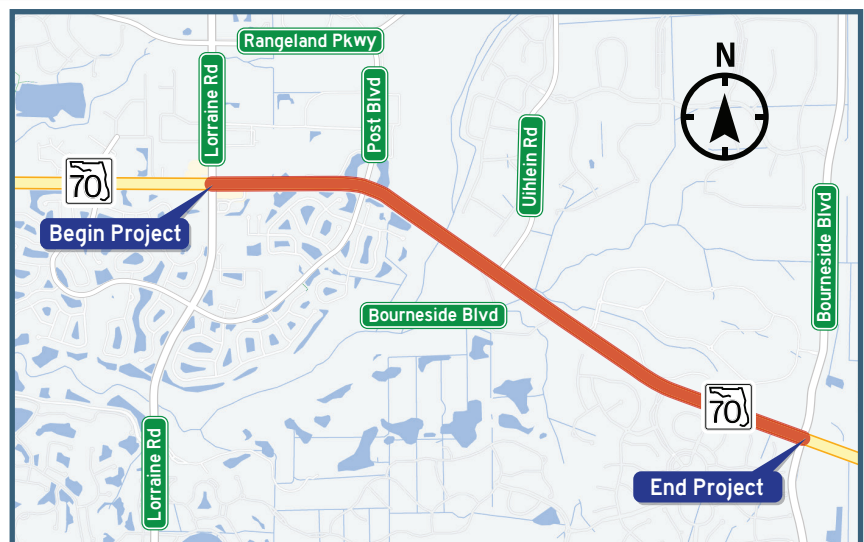 Rangeland Pkwy
N
Lorraine Rd
Post Blvd
Uihlein Rd
70
Begin Project
Bourneside Blvd
Bourneside Blvd
70
Lorraine Rd
End Project